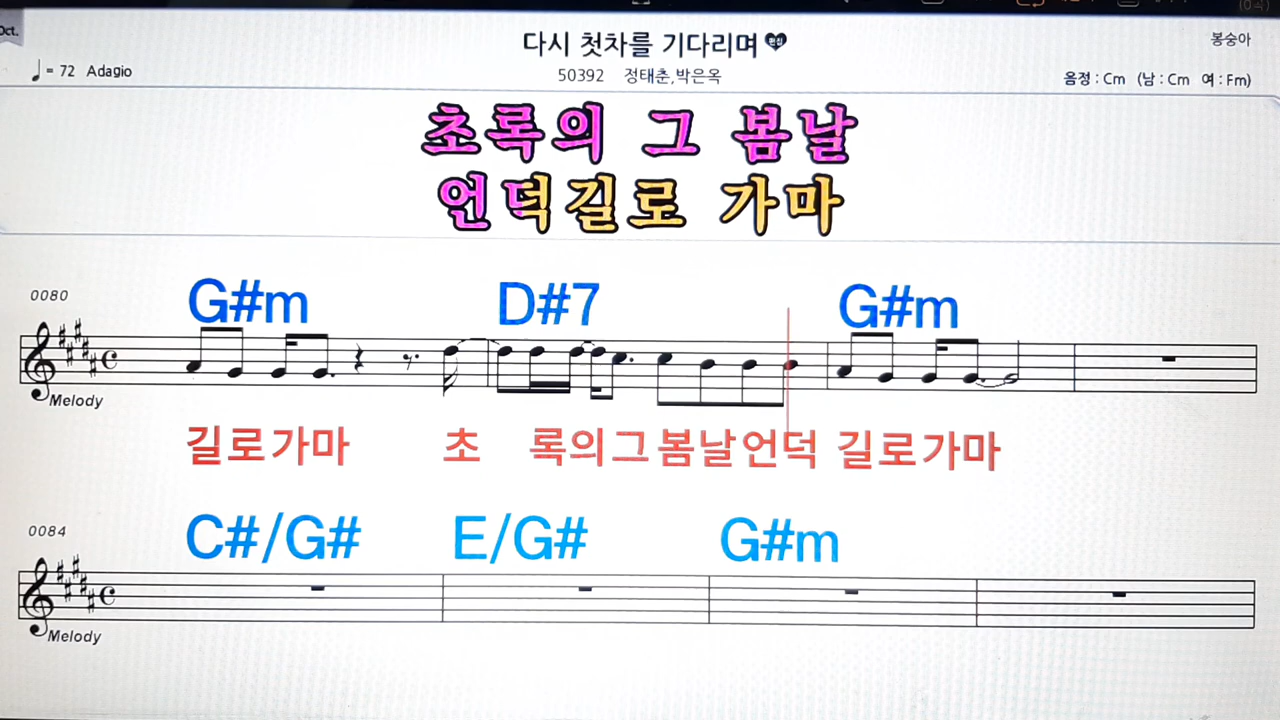 Oct.
다시 첫차를 기다리며
봉숭아
♩= 72 Adagio
50392 정태춘,박은옥
음정 : Cm (남 : Cm 여 : Fm)
초록의 그 봄날
언덕길로 가마
0080
G#m D#7 G#m
Melody
길로가마 초 록의그 봄날언덕 길로가마
0084
C#/G# E/G# G#m
Melody